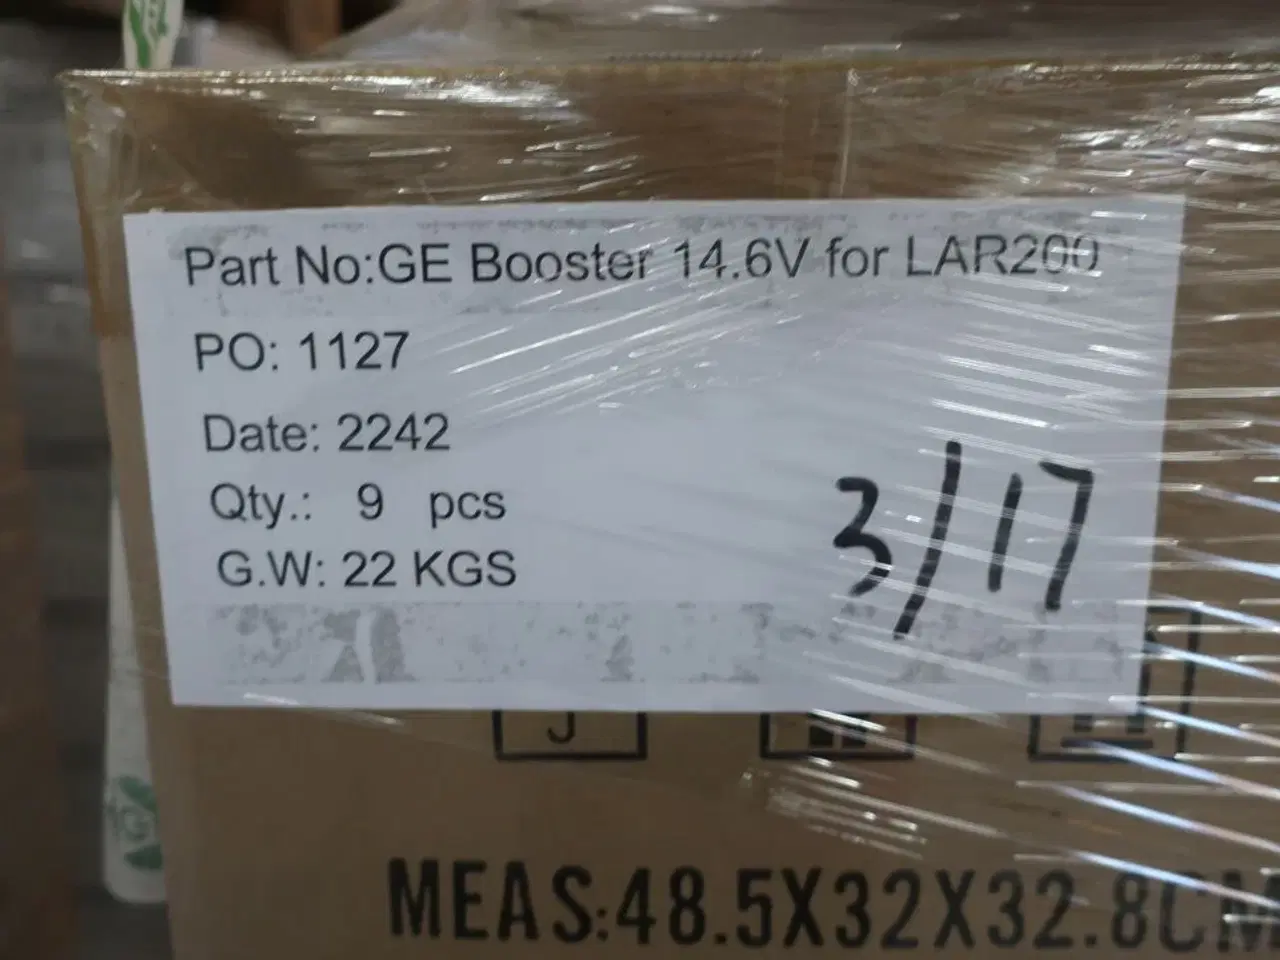 Part No:GE Booster 14.6V for LAR200
PO: 1127
Date: 2242
Qty.: 9 pcs
G.W: 22 KGS
3/17
MEAS:48.5X32X32.8CM